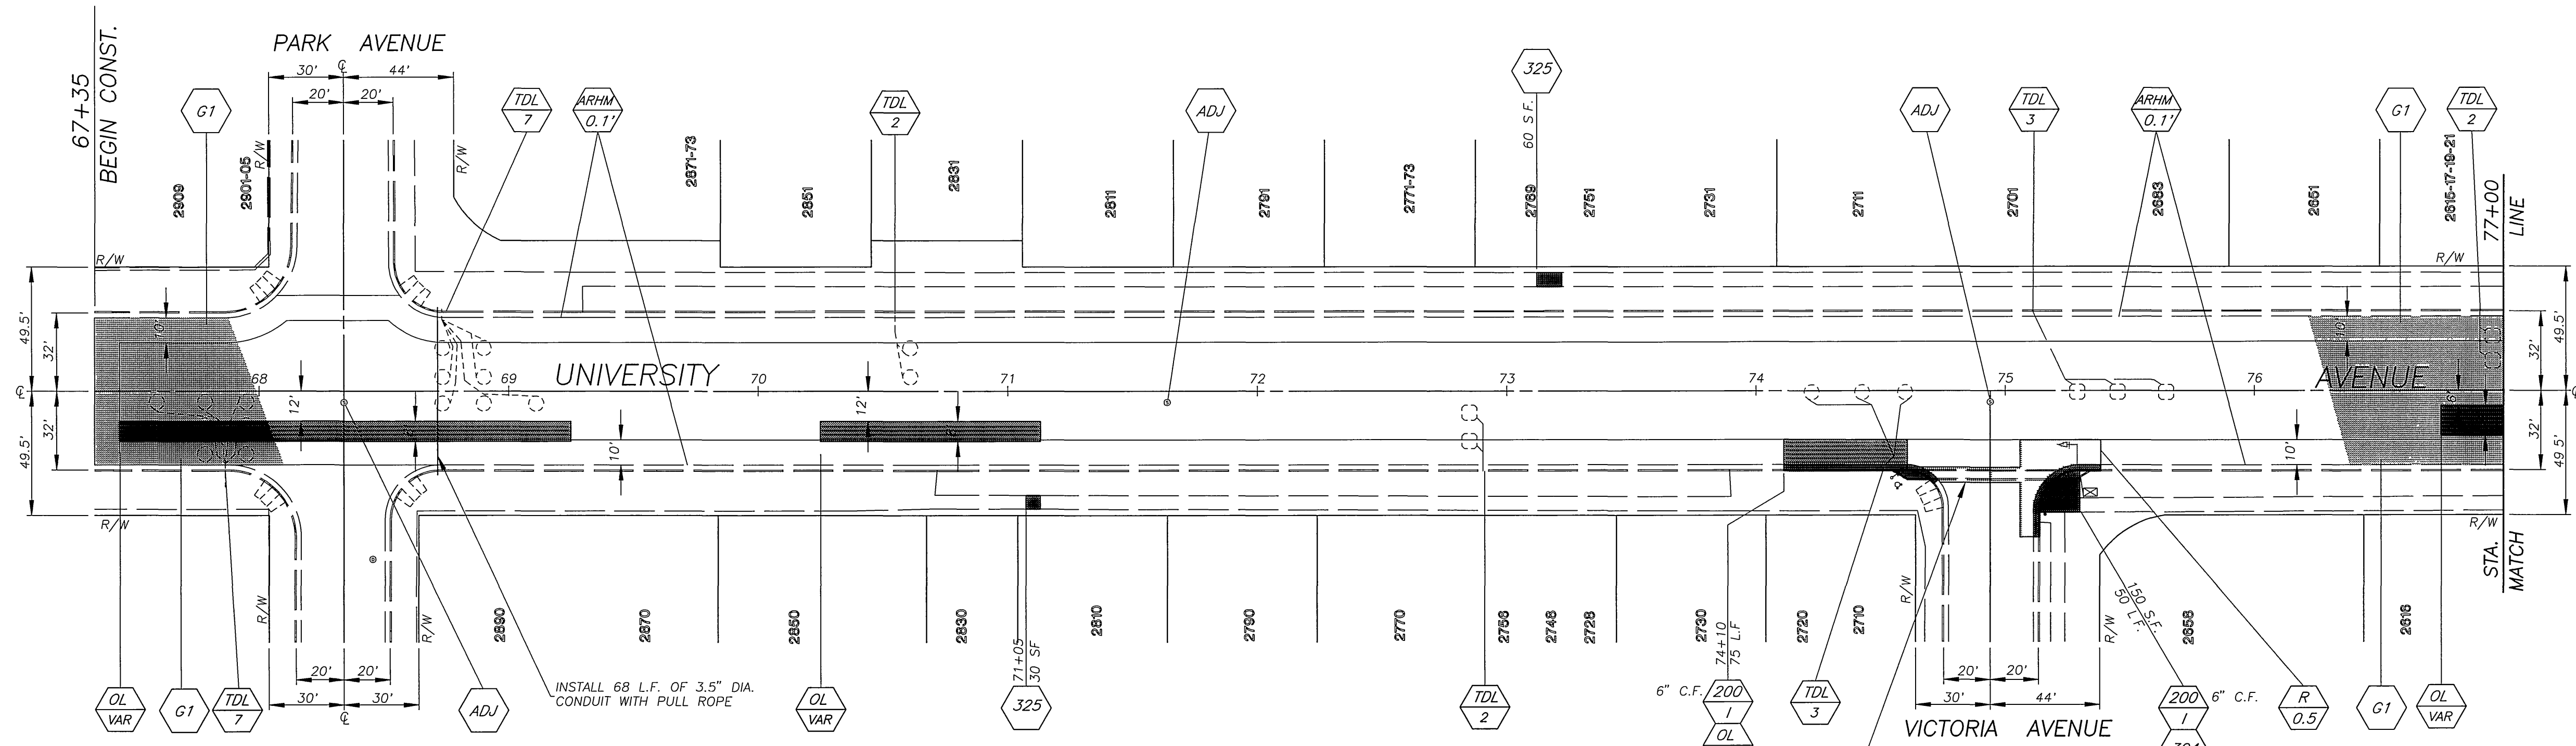 PARK AVENUE
67+35
BEGIN CONST.
30'
℄
44'
20'
20'
G1
TDL
7
ARHM
0.1'
TDL
2
ADJ
325
60 S.F.
ADJ
TDL
3
ARHM
0.1'
G1
TDL
2
2909
2901-05
R/W
R/W
2871-73
2851
2831
2811
2791
2771-73
2769
2751
2731
2711
2701
2683
2651
2615-17-19-21
77+00
LINE
R/W
R/W
49.5'
32'
10'
10'
32'
49.5'
℄
68
69
UNIVERSITY
70
71
72
73
74
75
76
AVENUE
12'
12'
6'
10'
10'
32'
49.5'
32'
49.5'
R/W
R/W
R/W
R/W
R/W
R/W
STA.
MATCH
2890
2870
2850
2830
71+05
30 SF
2810
2790
2770
2756
2748
2728
2730
74+10
75 L.F
2720
2710
150 S.F.
50 L.F.
2658
2616
20'
20'
30'
30'
℄
INSTALL 68 L.F. OF 3.5" DIA.
CONDUIT WITH PULL ROPE
OL
VAR
G1
TDL
7
ADJ
OL
VAR
325
TDL
2
6" C.F.
200
1
OL
TDL
3
20'
20'
30'
44'
VICTORIA AVENUE
200
1
6" C.F.
R
0.5
G1
OL
VAR